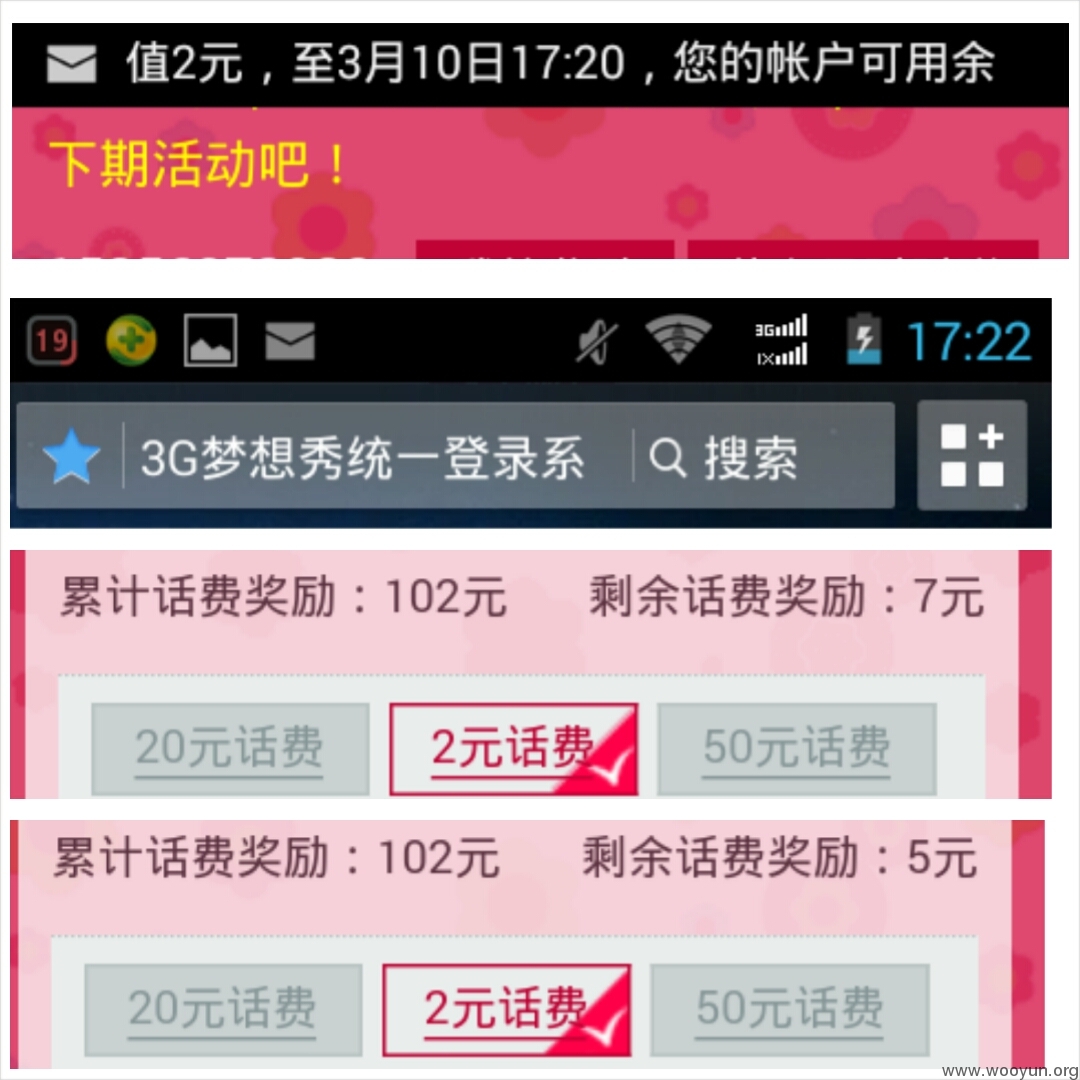 值2元，至3月10日17:20，您的帐户可用余
下期活动吧！
19 3G 1X 17:22
3G梦想秀统一登录系 搜索
累计话费奖励：102元 剩余话费奖励：7元
20元话费 2元话费 50元话费
累计话费奖励：102元 剩余话费奖励：5元
20元话费 2元话费 50元话费
www.wooyun.org